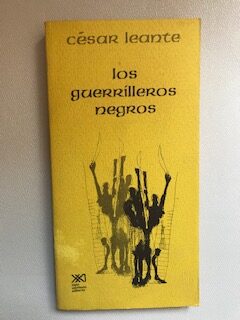 césar leante
los
guerrilleros
negros
siglo
veintiuno
editores